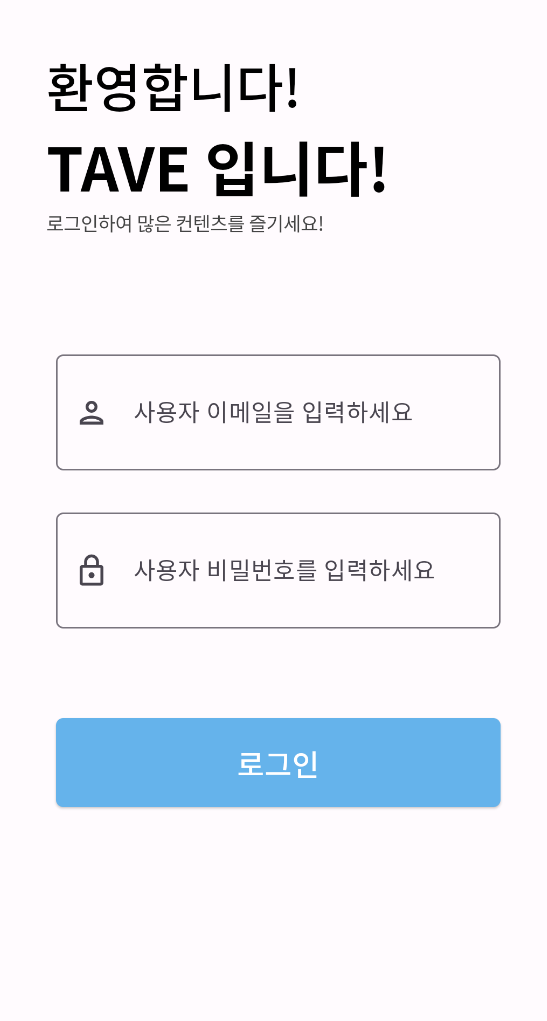 환영합니다!
TAVE 입니다!
로그인하여 많은 컨텐츠를 즐기세요!
사용자 이메일을 입력하세요
사용자 비밀번호를 입력하세요
로그인